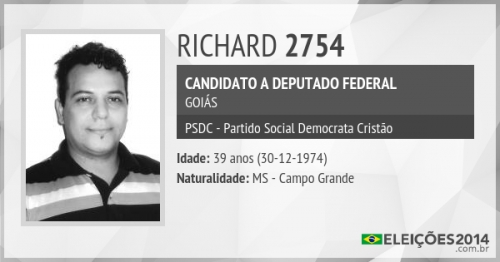 RICHARD 2754
CANDIDATO A DEPUTADO FEDERAL
GOIÁS
PSDC - Partido Social Democrata Cristão
Idade: 39 anos (30-12-1974)
Naturalidade: MS - Campo Grande
ELEIÇÕES2014
.com.br